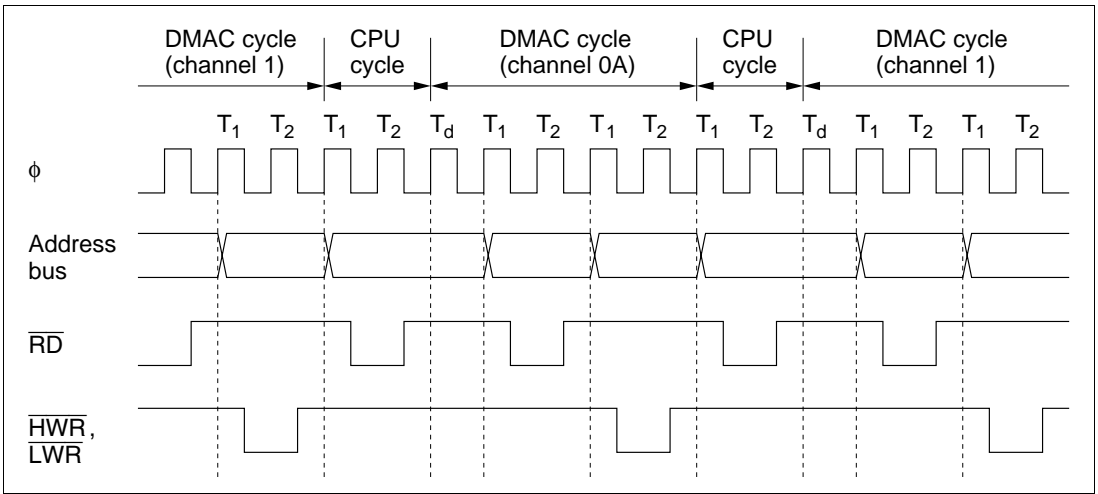 DMAC cycle (channel 1) CPU cycle DMAC cycle (channel 0A) CPU cycle DMAC cycle (channel 1)
T1 T2 T1 T2 Td T1 T2 T1 T2 T1 T2 Td T1 T2 T1 T2
φ
Address
bus
RD
HWR,
LWR